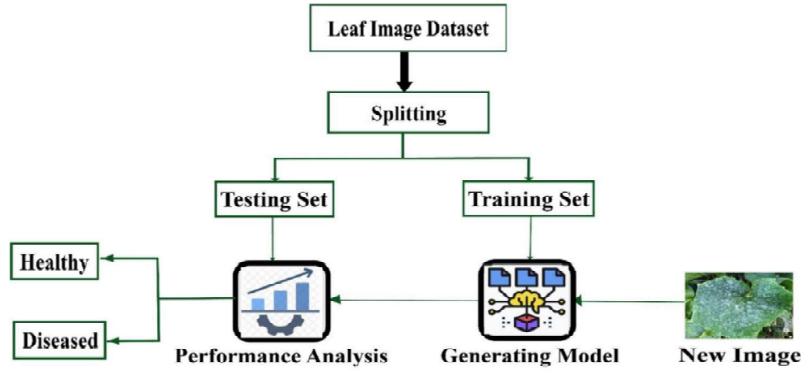 Leaf Image Dataset
Splitting
Testing Set
Training Set
Healthy
Diseased
Performance Analysis
Generating Model
New Image